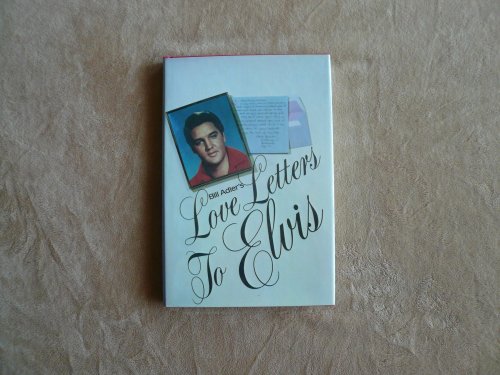 Bill Adler's
Love Letters
To Elvis